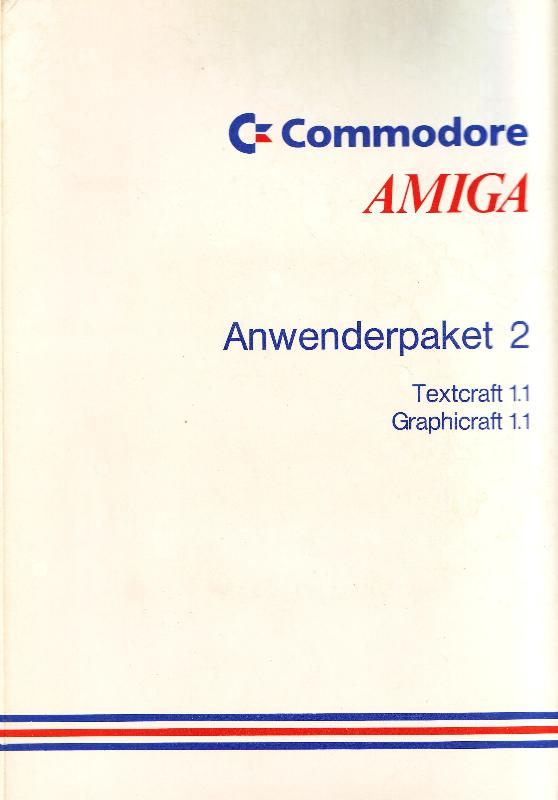 Commodore
AMIGA
Anwenderpaket 2
Textcraft 1.1
Graphicraft 1.1